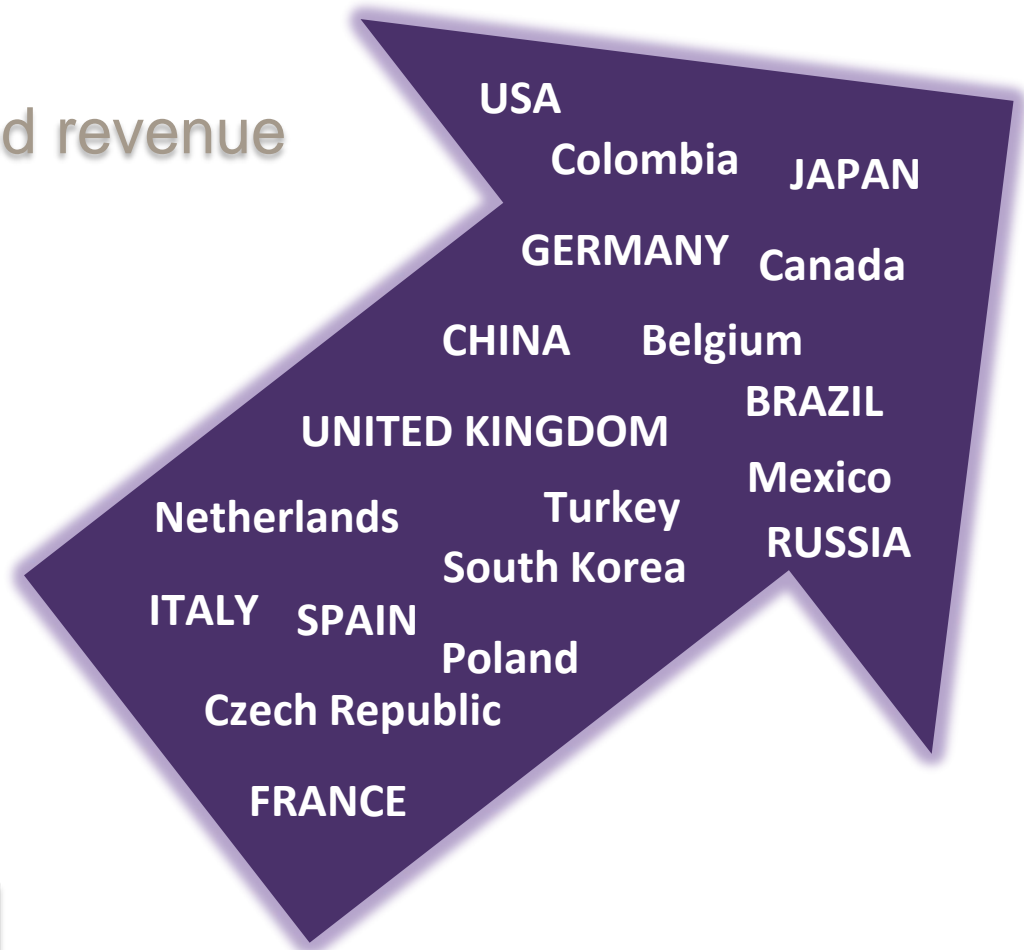 USA
d revenue
Colombia
JAPAN
GERMANY
Canada
CHINA
Belgium
BRAZIL
UNITED KINGDOM
Mexico
Netherlands
Turkey
RUSSIA
South Korea
ITALY
SPAIN
Poland
Czech Republic
FRANCE